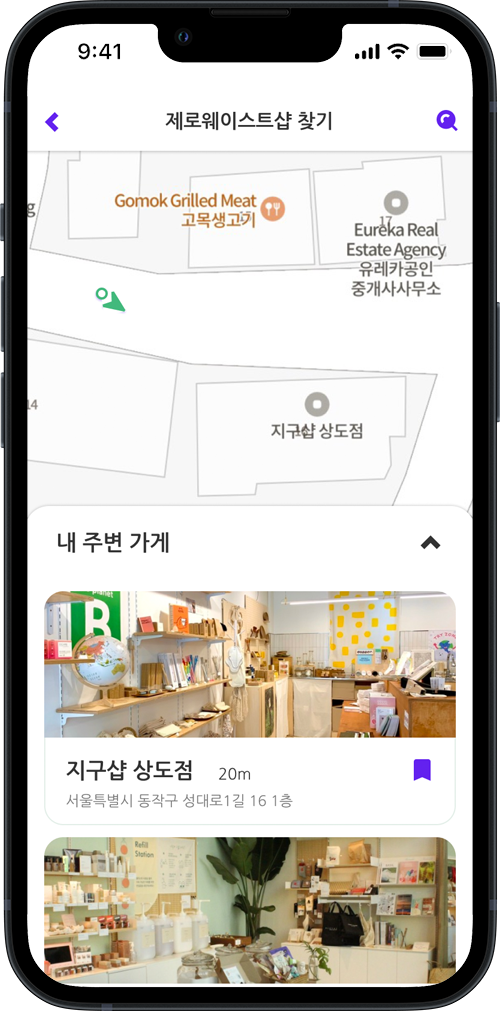 9:41
제로웨이스트샵 찾기
g
Gomok Grilled Meat
고목생고기
17
Eureka Real
Estate Agency
유레카공인
중개사사무소
14
지구샵 상도점
내 주변 가게
planet
B
지구샵 상도점 20m
서울특별시 동작구 성대로1길 16 1층
Refill
Station